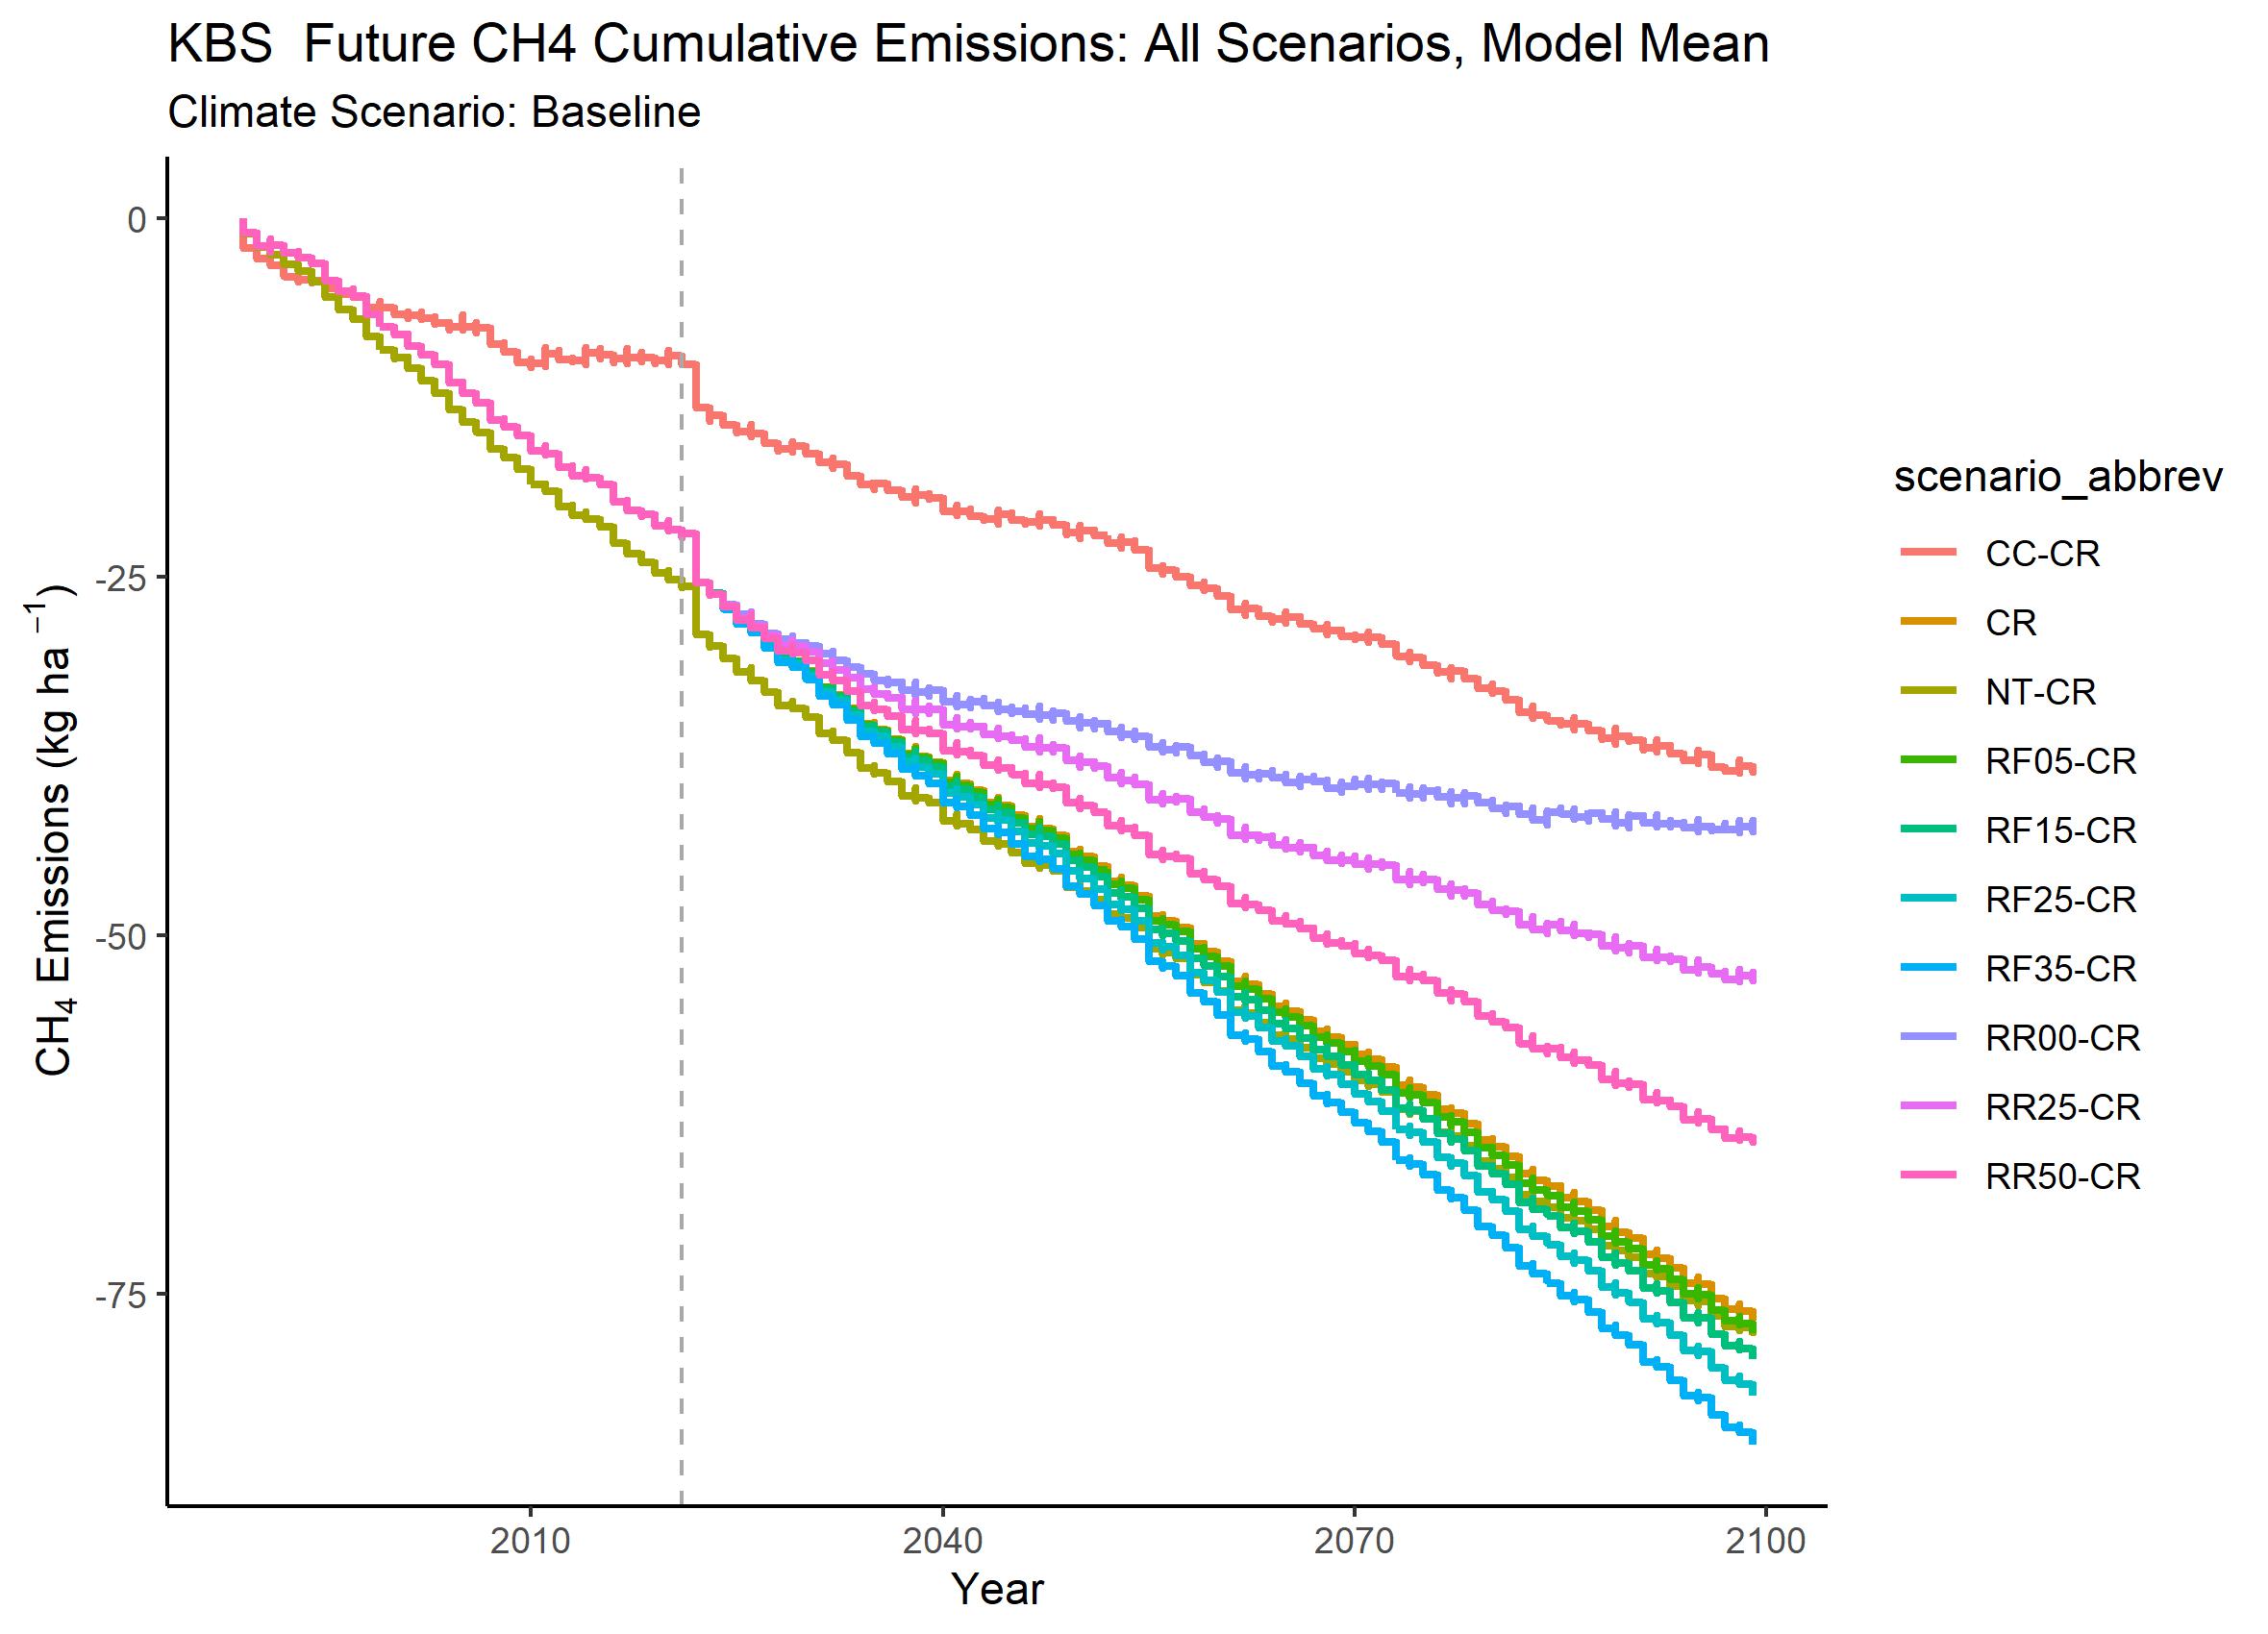 KBS  Future CH4 Cumulative Emissions: All Scenarios, Model Mean
Climate Scenario: Baseline
CH₄ Emissions (kg ha ⁻¹)
0
-25
-50
-75
2010
2040
2070
2100
Year
scenario_abbrev
CC-CR
CR
NT-CR
RF05-CR
RF15-CR
RF25-CR
RF35-CR
RR00-CR
RR25-CR
RR50-CR